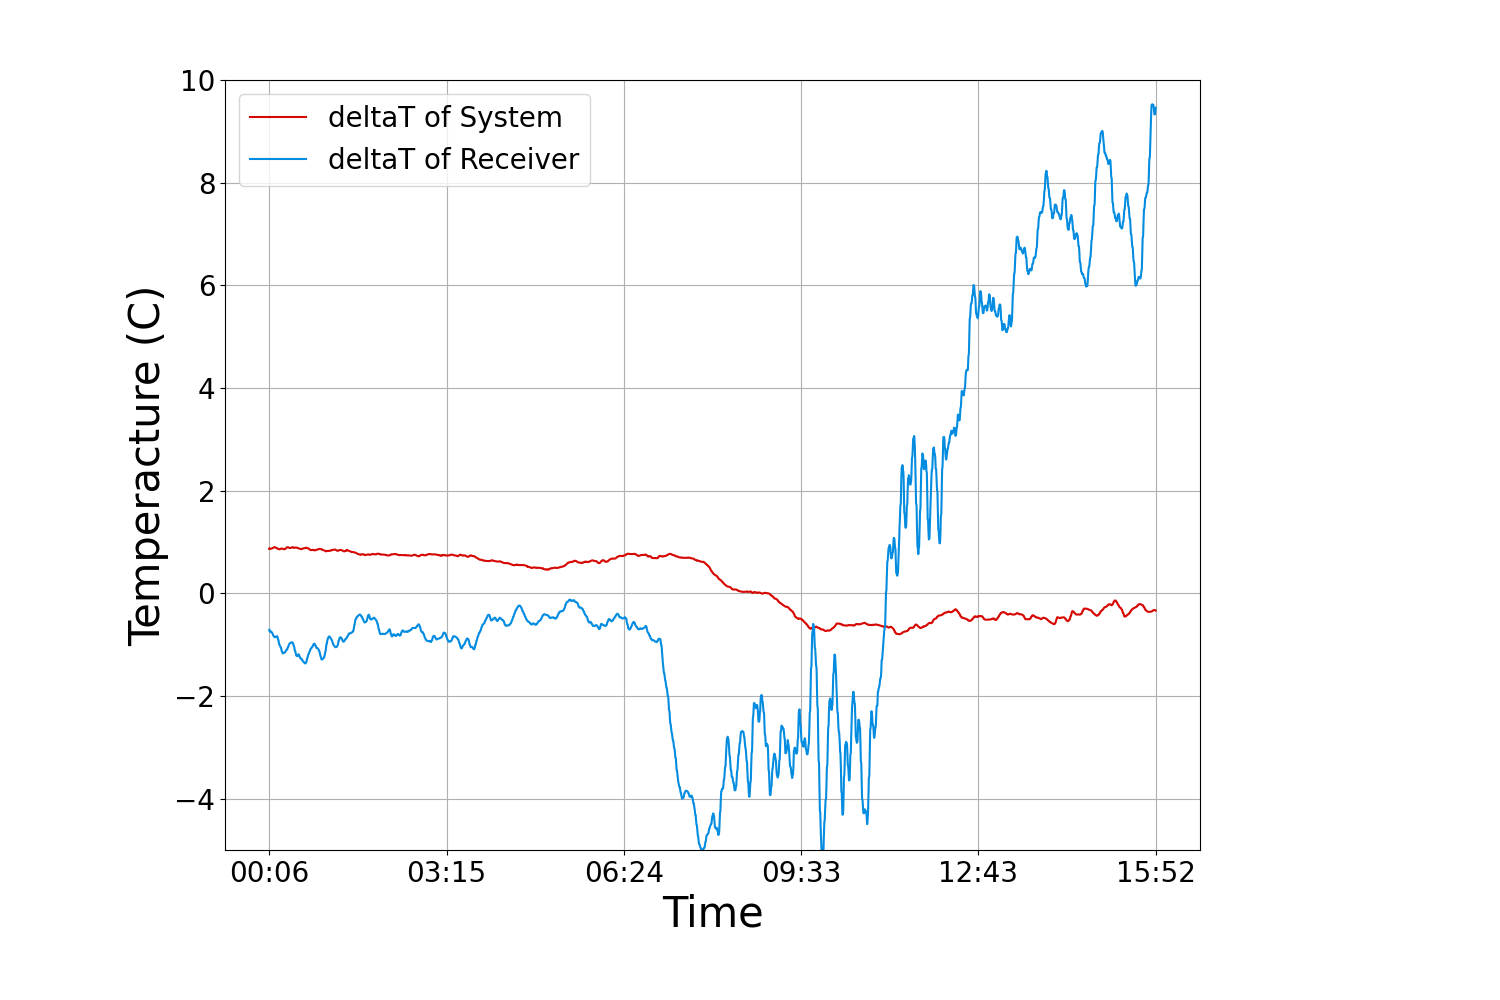 10
8
6
4
2
0
−2
−4
Temperacture (C)
deltaT of System
deltaT of Receiver
00:06 03:15 06:24 09:33 12:43 15:52
Time